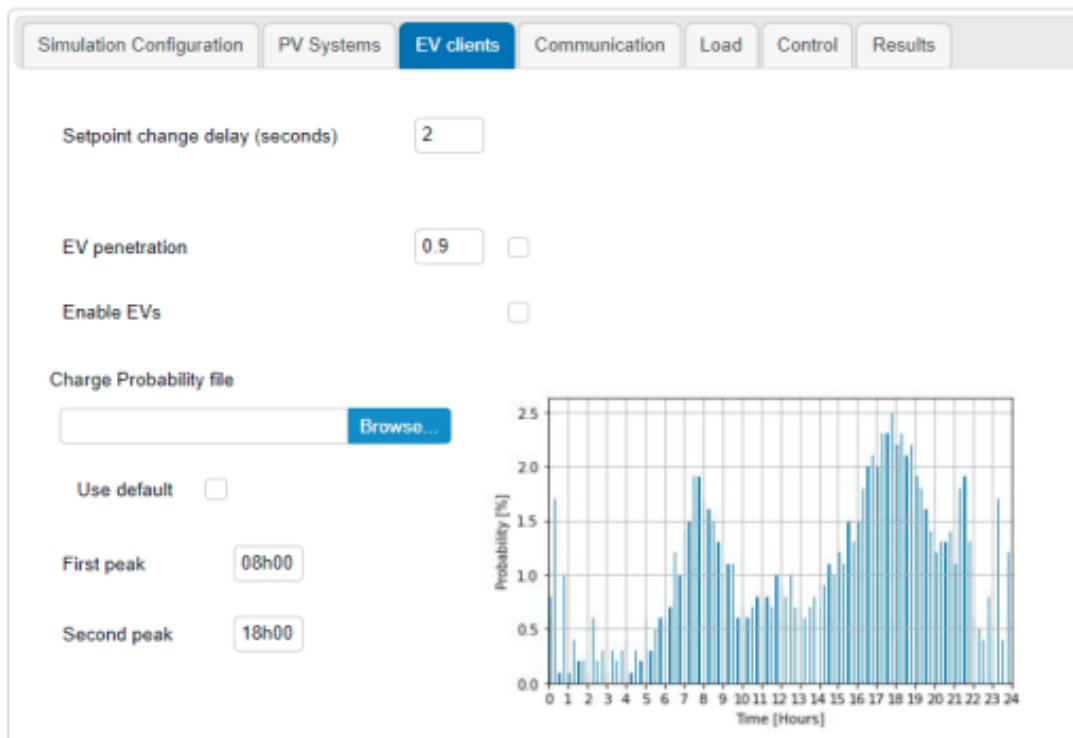 Simulation Configuration PV Systems EV clients Communication Load Control Results
Setpoint change delay (seconds) 2
EV penetration 0.9
Enable EVs
Charge Probability file
Browse...
Use default
First peak 08h00
Second peak 18h00
Probability [%]
2.5
2.0
1.5
1.0
0.5
0.0
0 1 2 3 4 5 6 7 8 9 10 11 12 13 14 15 16 17 18 19 20 21 22 23 24
Time [Hours]